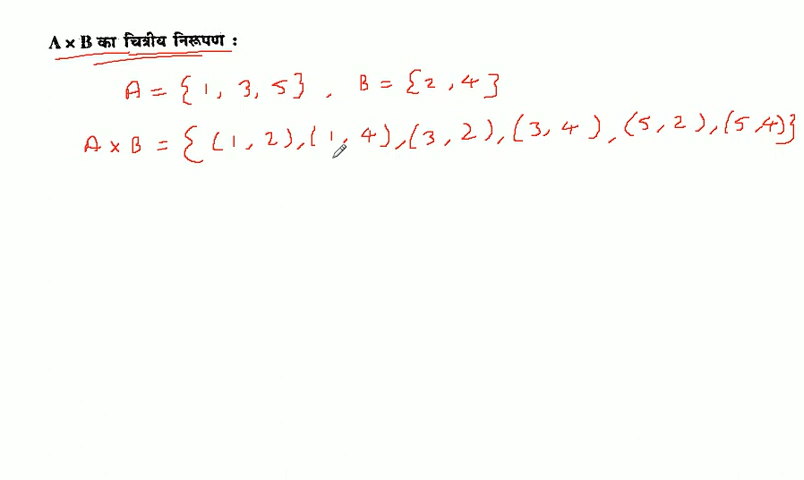 A × B का चित्रीय निरूपण :
A = {1, 3, 5} , B = {2, 4}
A × B = {(1, 2), (1, 4), (3, 2), (3, 4), (5, 2), (5, 4)}